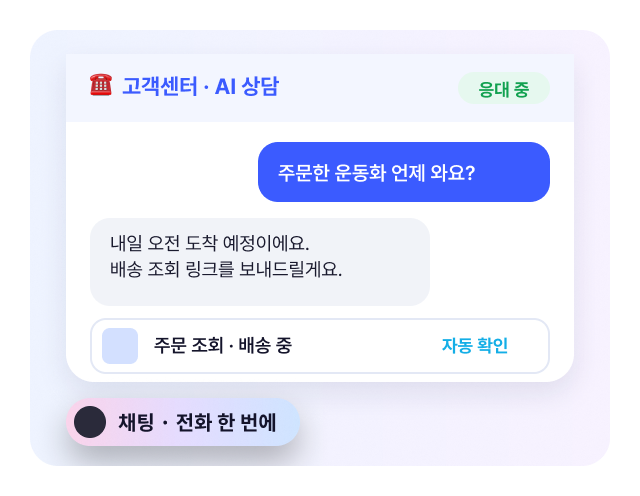 고객센터 · AI 상담
응대 중
주문한 운동화 언제 와요?
내일 오전 도착 예정이에요.
배송 조회 링크를 보내드릴게요.
주문 조회 · 배송 중
자동 확인
채팅 · 전화 한 번에